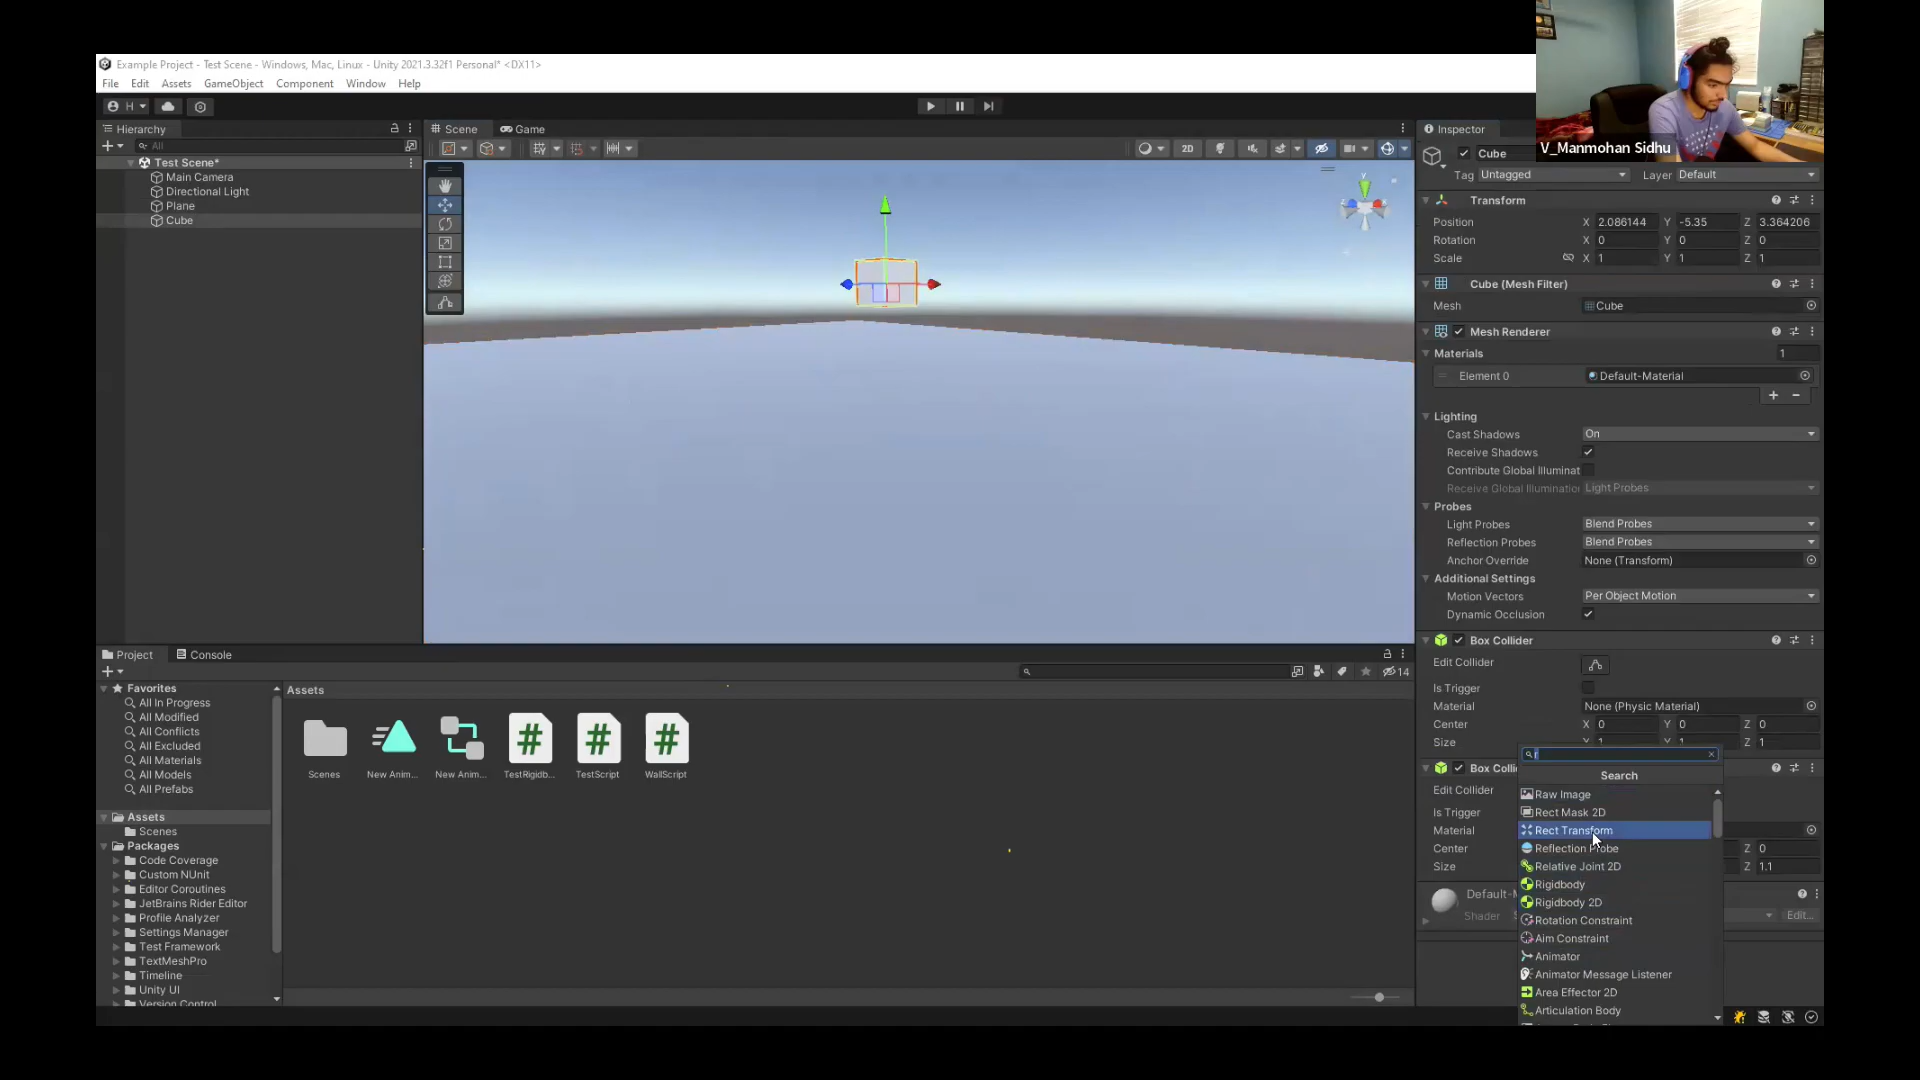 Example Project - Test Scene - Windows, Mac, Linux - Unity 2021.3.32f1 Personal* <DX11>
File Edit Assets GameObject Component Window Help
V_Manmohan Sidhu
H
Hierarchy
All
Test Scene*
Main Camera
Directional Light
Plane
Cube
Scene Game
2D
y
Inspector
Cube
Tag Untagged Layer Default
Transform
Position X 2.086144 Y -5.35 Z 3.364206
Rotation X 0 Y 0 Z 0
Scale X 1 Y 1 Z 1
Cube (Mesh Filter)
Mesh Cube
Mesh Renderer
Materials 1
Element 0 Default-Material
Lighting
Cast Shadows On
Receive Shadows
Contribute Global Illuminat
Receive Global Illuminatio Light Probes
Probes
Light Probes Blend Probes
Reflection Probes Blend Probes
Anchor Override None (Transform)
Additional Settings
Motion Vectors Per Object Motion
Dynamic Occlusion
Box Collider
Edit Collider
Is Trigger
Material None (Physic Material)
Center X 0 Y 0 Z 0
Size X 1 Y 1 Z 1
Box Colli
Edit Collider
Is Trigger
Material
Center Z 0
Size Z 1.1
Default-M
Shader Edit...
r
Search
Raw Image
Rect Mask 2D
Rect Transform
Reflection Probe
Relative Joint 2D
Rigidbody
Rigidbody 2D
Rotation Constraint
Aim Constraint
Animator
Animator Message Listener
Area Effector 2D
Articulation Body
Project Console
14
Favorites
All In Progress
All Modified
All Conflicts
All Excluded
All Materials
All Models
All Prefabs
Assets
Scenes
Packages
Code Coverage
Custom NUnit
Editor Coroutines
JetBrains Rider Editor
Profile Analyzer
Settings Manager
Test Framework
TextMeshPro
Timeline
Unity UI
Version Control
Assets
Scenes New Anim... New Anim... TestRigidb... TestScript WallScript